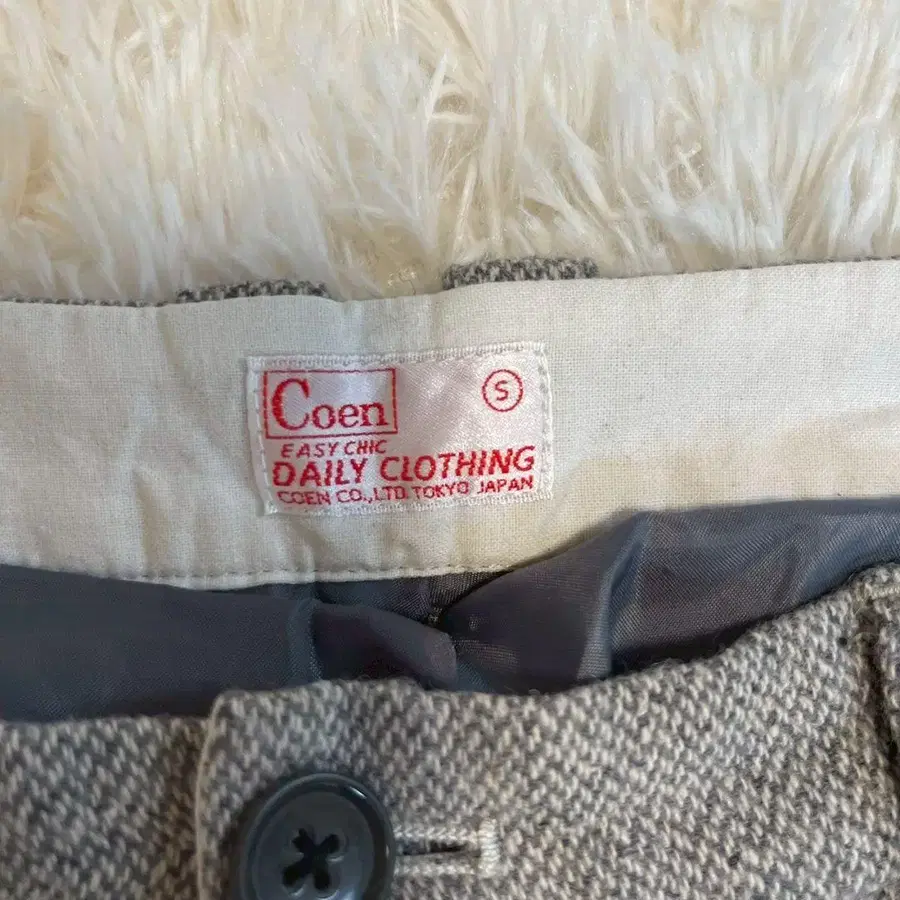 Coen S
EASY CHIC
DAILY CLOTHING
COEN CO., LTD. TOKYO JAPAN